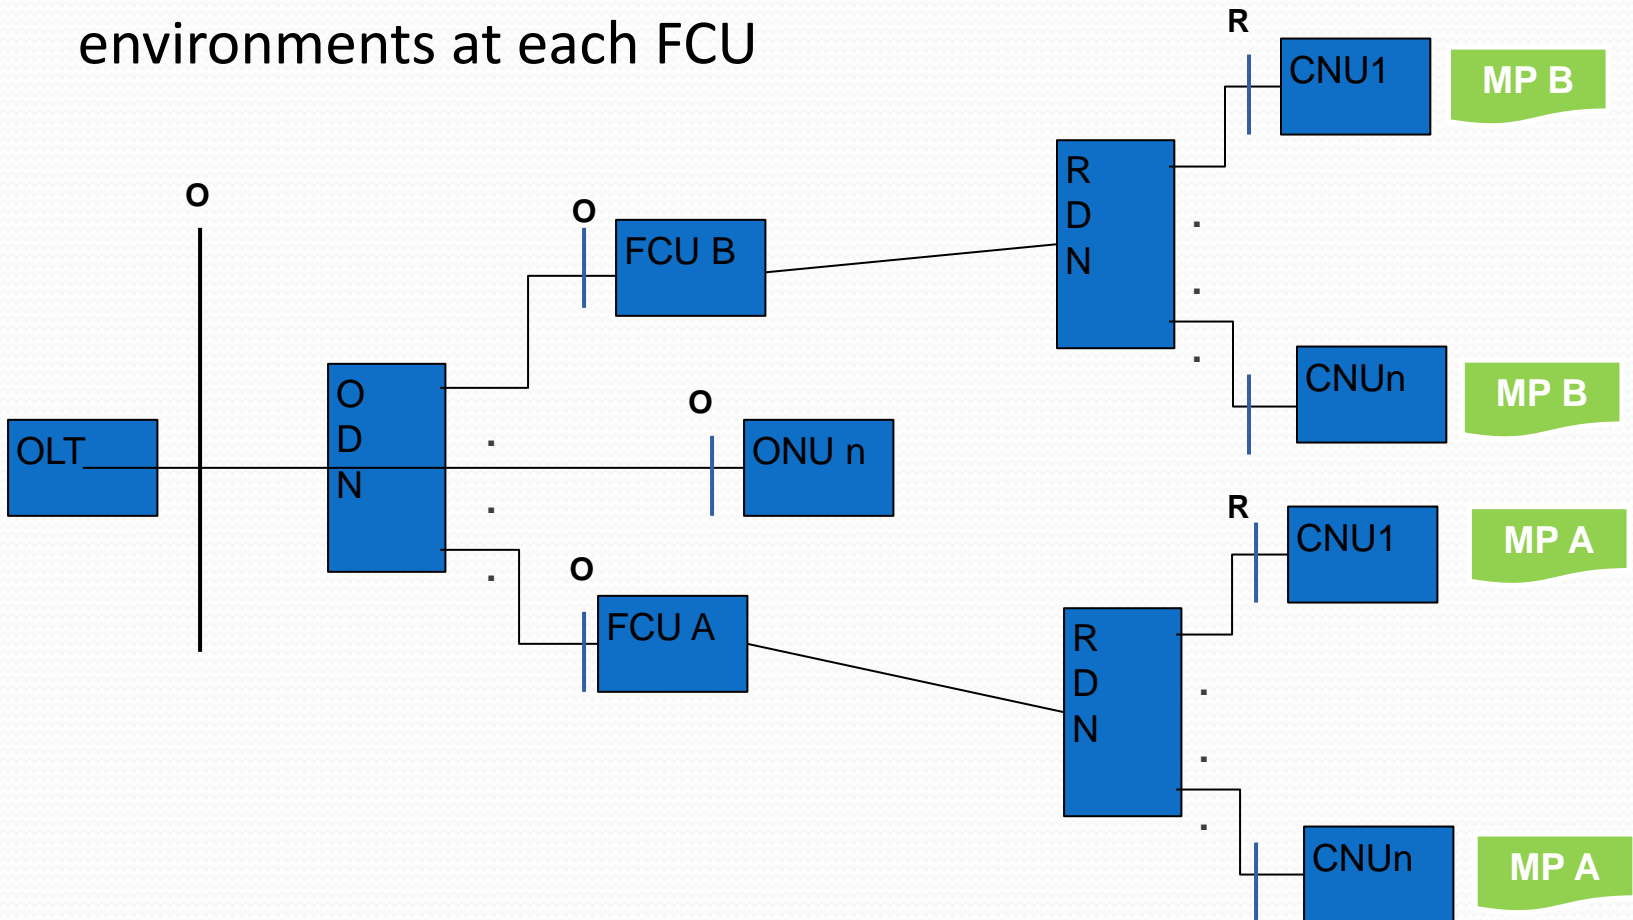 environments at each FCU
R
CNU1
MP B
R
D
N
.
.
.
O
O
FCU B
CNUn
MP B
O
D
N
.
.
.
O
OLT
ONU n
R
CNU1
MP A
O
FCU A
R
D
N
.
.
.
CNUn
MP A